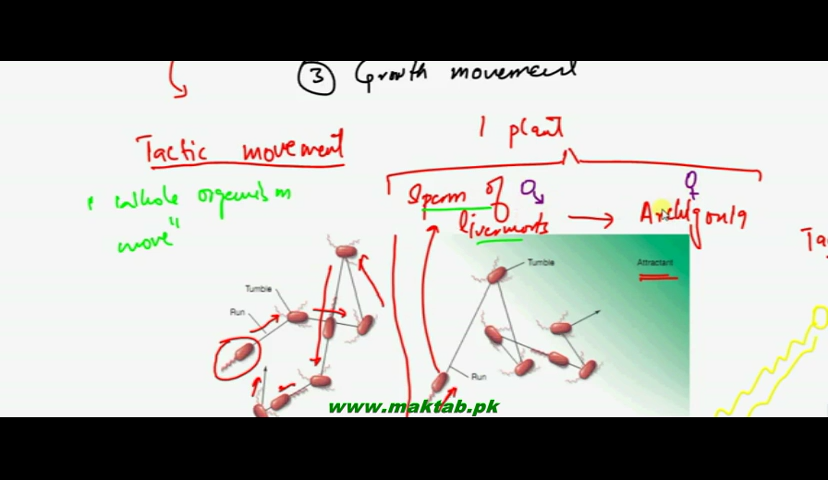 ③ Growth movement
1 plant
Tactic movement
Sperm of ♂
♀
"whole organism
move"
liverworts → Archegonia
Tumble
Tumble
Attractant
Run
Run
www.maktab.pk